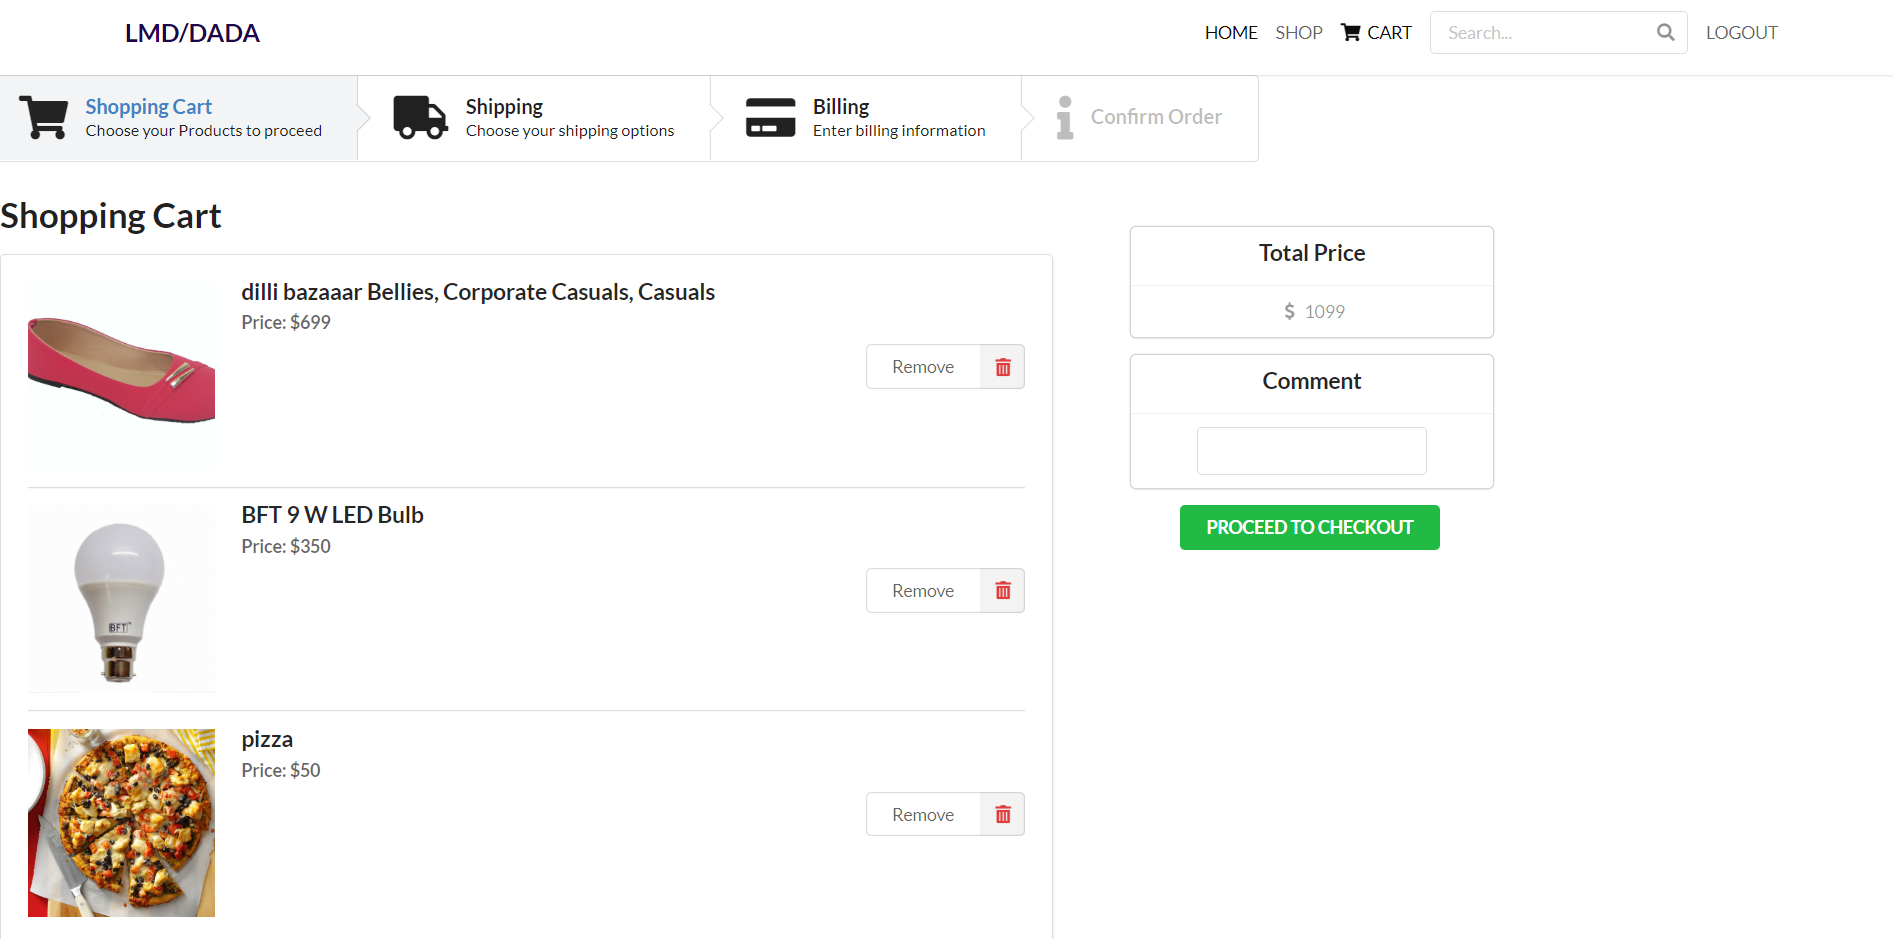 LMD/DADA
HOME SHOP CART Search... LOGOUT
Shopping Cart
Choose your Products to proceed
Shipping
Choose your shipping options
Billing
Enter billing information
Confirm Order
Shopping Cart
dilli bazaaar Bellies, Corporate Casuals, Casuals
Price: $699
Remove
BFT 9 W LED Bulb
Price: $350
Remove
BFT
pizza
Price: $50
Remove
Total Price
$ 1099
Comment
PROCEED TO CHECKOUT